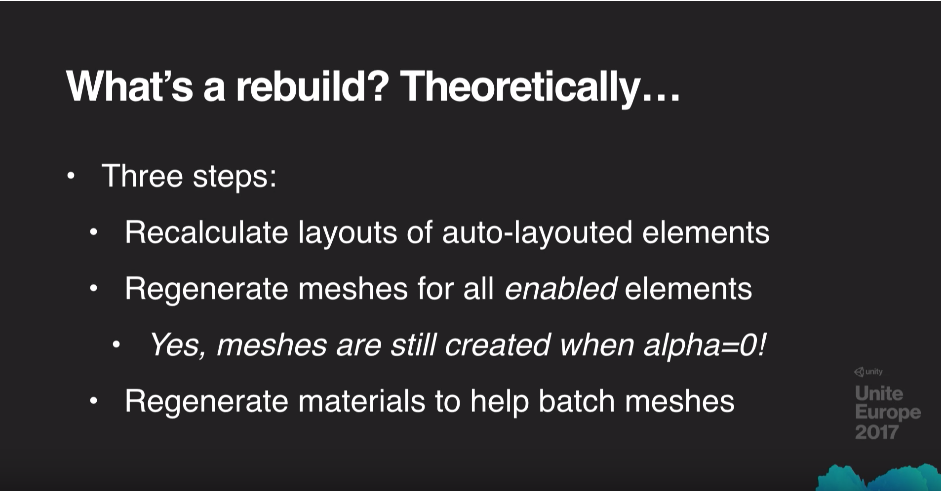 What's a rebuild? Theoretically…
• Three steps:
• Recalculate layouts of auto-layouted elements
• Regenerate meshes for all enabled elements
• Yes, meshes are still created when alpha=0!
• Regenerate materials to help batch meshes
unity
Unite
Europe
2017